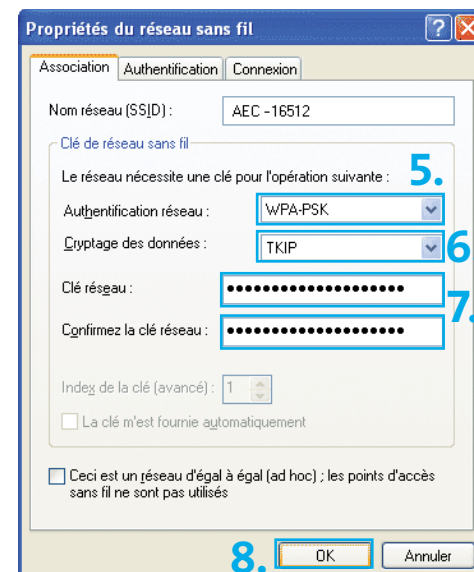 Propriétés du réseau sans fil
Association Authentification Connexion
Nom réseau (SSID) : AEC -16512
Clé de réseau sans fil
Le réseau nécessite une clé pour l'opération suivante : 5.
Authentification réseau : WPA-PSK
Cryptage des données : TKIP 6
Clé réseau : ●●●●●●●●●●●●●●●●●●●●
7.
Confirmez la clé réseau : ●●●●●●●●●●●●●●●●●●●●
Index de la clé (avancé) : 1
La clé m'est fournie automatiquement
Ceci est un réseau d'égal à égal (ad hoc) ; les points d'accès
sans fil ne sont pas utilisés
8. OK Annuler